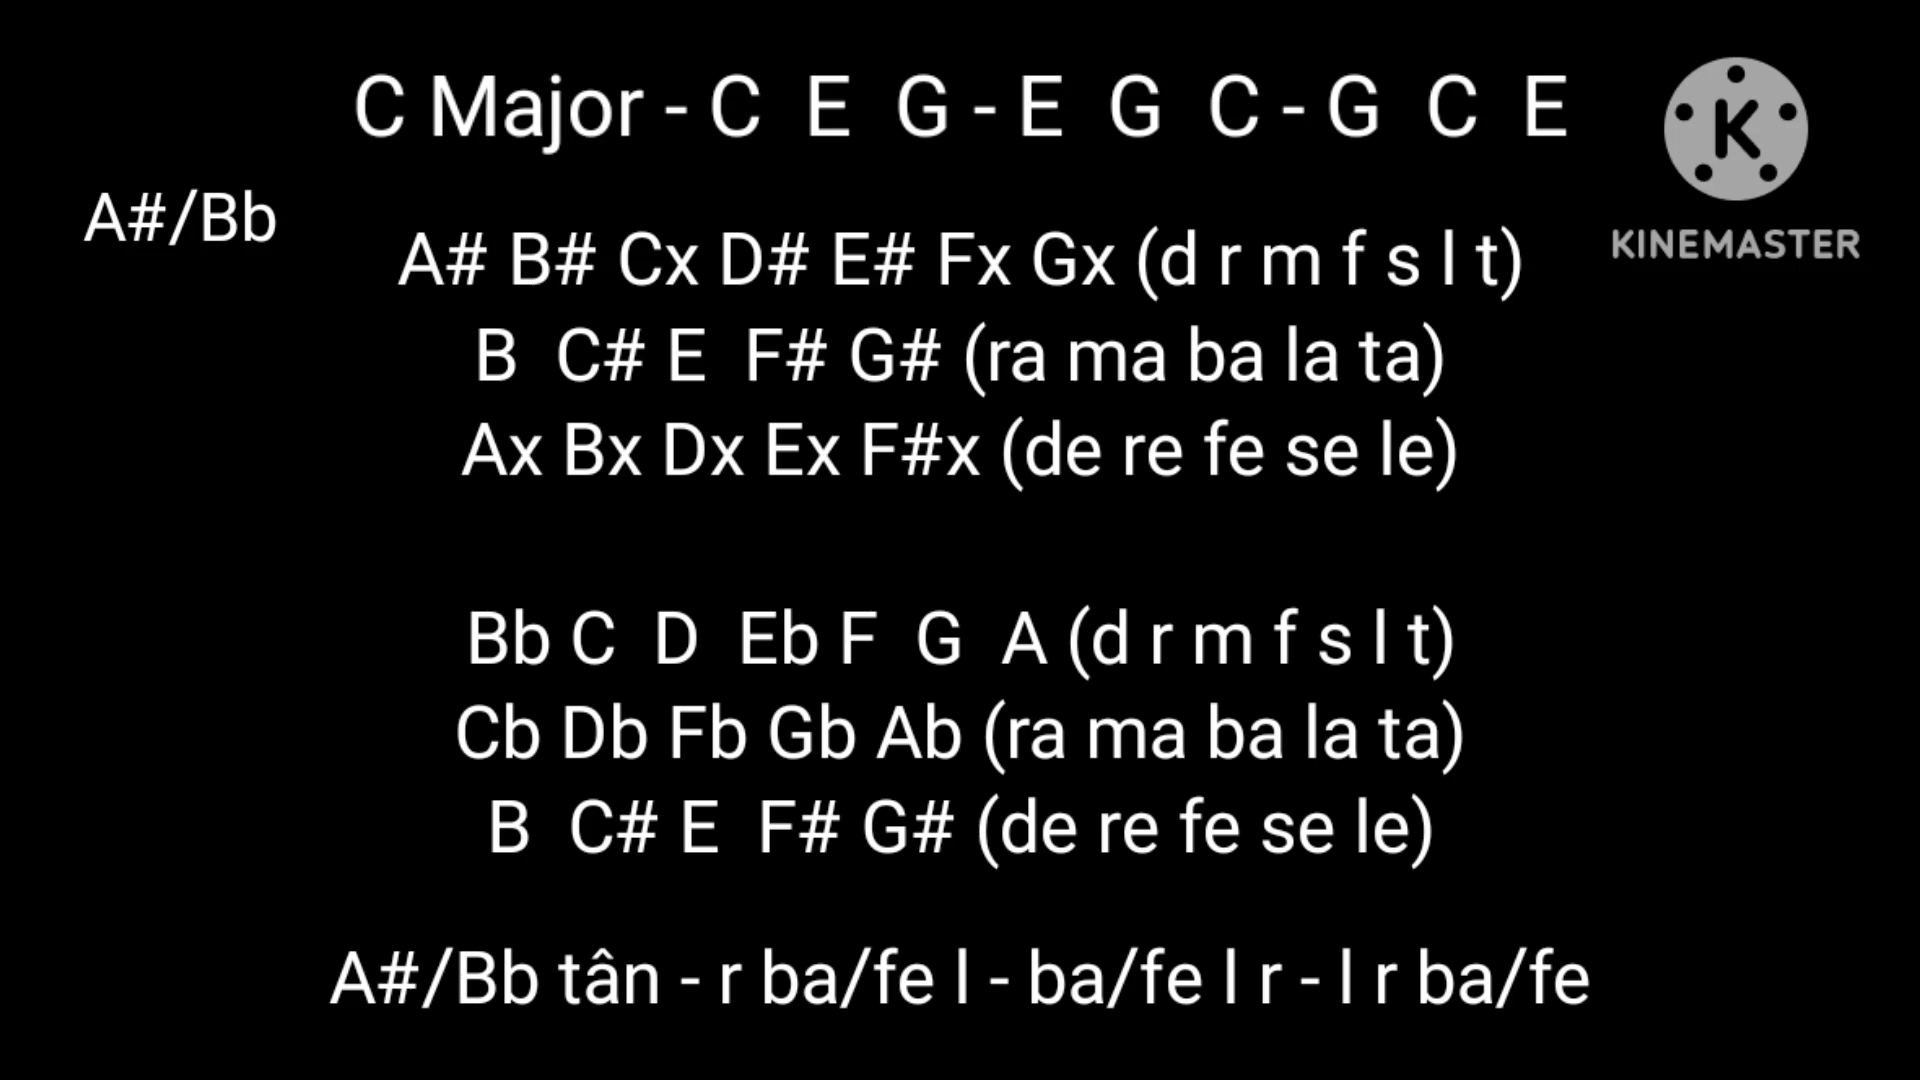 C Major - C E G - E G C - G C E
K
KINEMASTER
A#/Bb
A# B# Cx D# E# Fx Gx (d r m f s l t)
B C# E F# G# (ra ma ba la ta)
Ax Bx Dx Ex F#x (de re fe se le)
Bb C D Eb F G A (d r m f s l t)
Cb Db Fb Gb Ab (ra ma ba la ta)
B C# E F# G# (de re fe se le)
A#/Bb tân - r ba/fe l - ba/fe l r - l r ba/fe